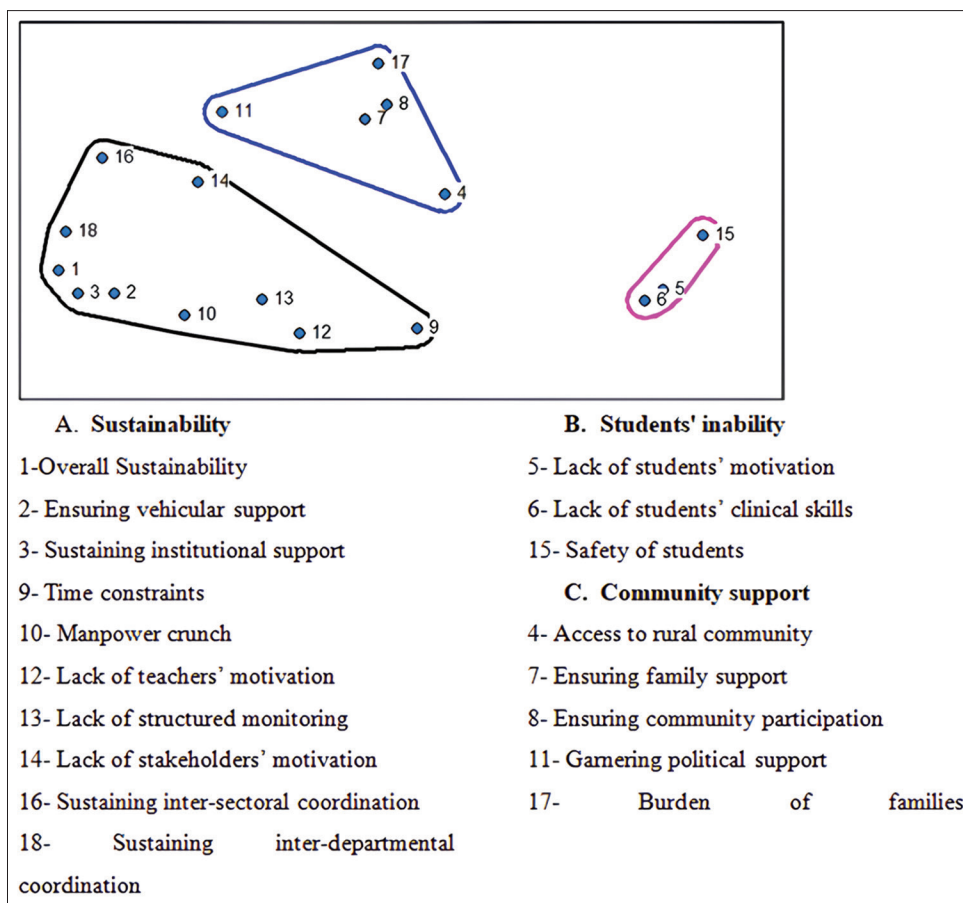 17
8
11
7
16
14
4
18
15
1
3
2
13
5
6
10
12
9
A. Sustainability
1-Overall Sustainability
2- Ensuring vehicular support
3- Sustaining institutional support
9- Time constraints
10- Manpower crunch
12- Lack of teachers’ motivation
13- Lack of structured monitoring
14- Lack of stakeholders’ motivation
16- Sustaining inter-sectoral coordination
18- Sustaining inter-departmental
coordination
B. Students' inability
5- Lack of students’ motivation
6- Lack of students’ clinical skills
15- Safety of students
C. Community support
4- Access to rural community
7- Ensuring family support
8- Ensuring community participation
11- Garnering political support
17- Burden of families